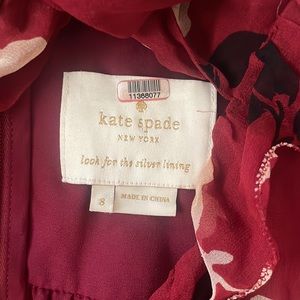 11368077
kate spade
NEW YORK
look for the silver lining
8
MADE IN CHINA